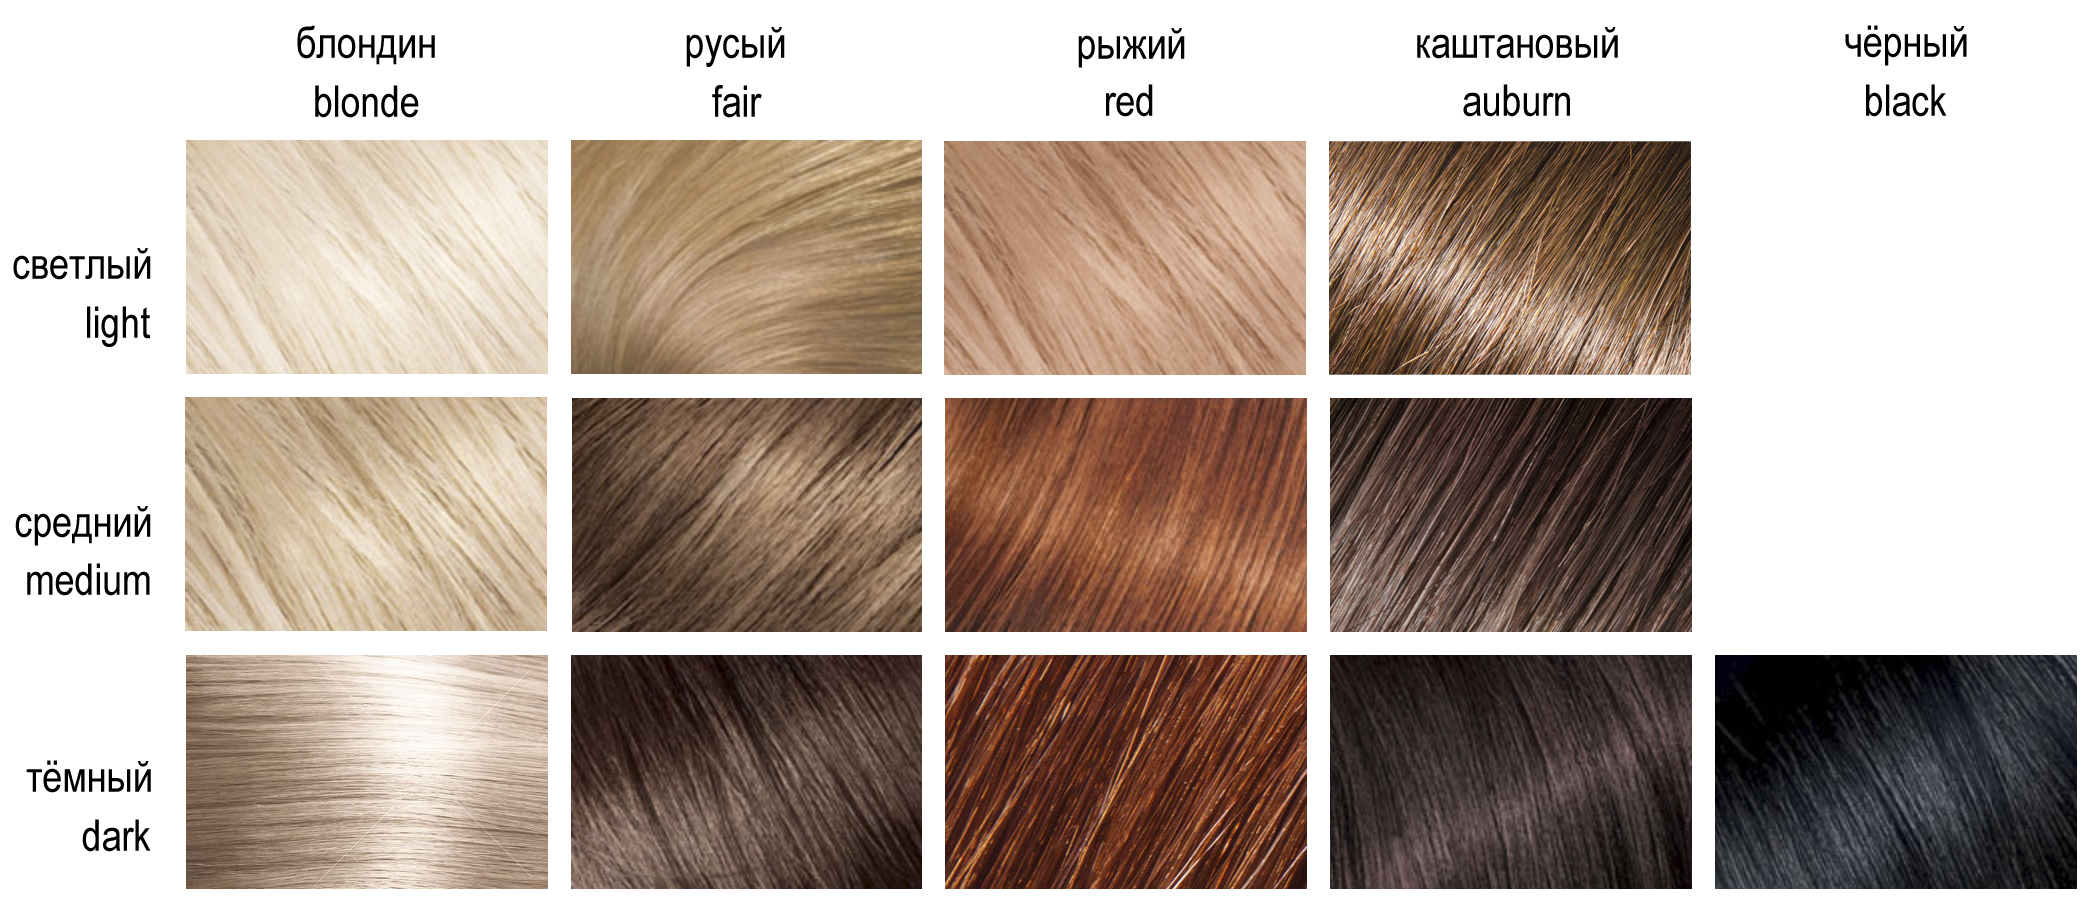 блондин
blonde
русый
fair
рыжий
red
каштановый
auburn
чёрный
black
светлый
light
средний
medium
тёмный
dark